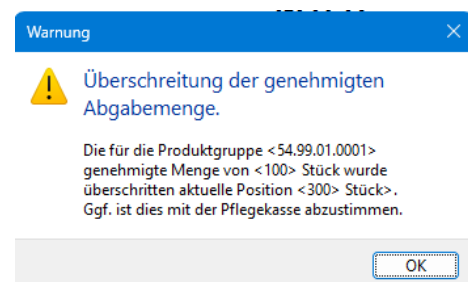 Warnung
Überschreitung der genehmigten
Abgabemenge.
Die für die Produktgruppe <54.99.01.0001>
genehmigte Menge von <100> Stück wurde
überschritten aktuelle Position <300> Stück>.
Ggf. ist dies mit der Pflegekasse abzustimmen.
OK